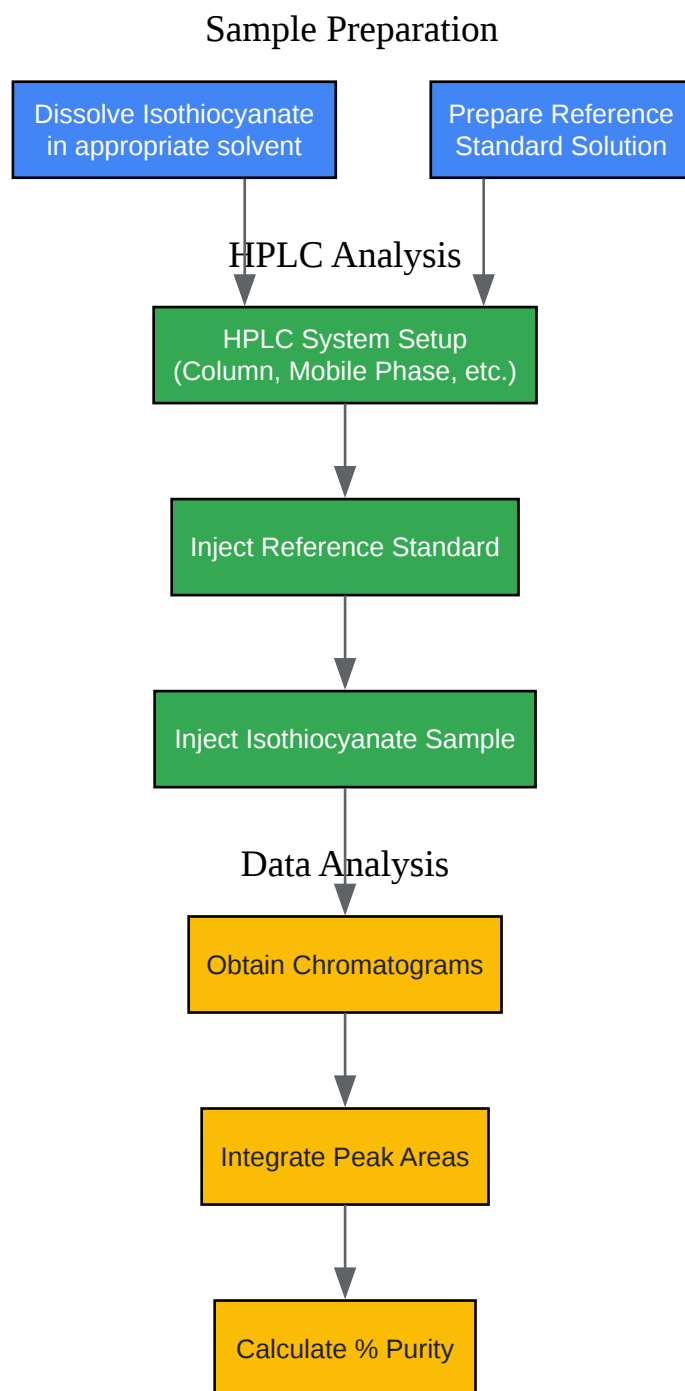 Sample Preparation
Dissolve Isothiocyanate
in appropriate solvent
Prepare Reference
Standard Solution
HPLC Analysis
HPLC System Setup
(Column, Mobile Phase, etc.)
Inject Reference Standard
Inject Isothiocyanate Sample
Data Analysis
Obtain Chromatograms
Integrate Peak Areas
Calculate % Purity